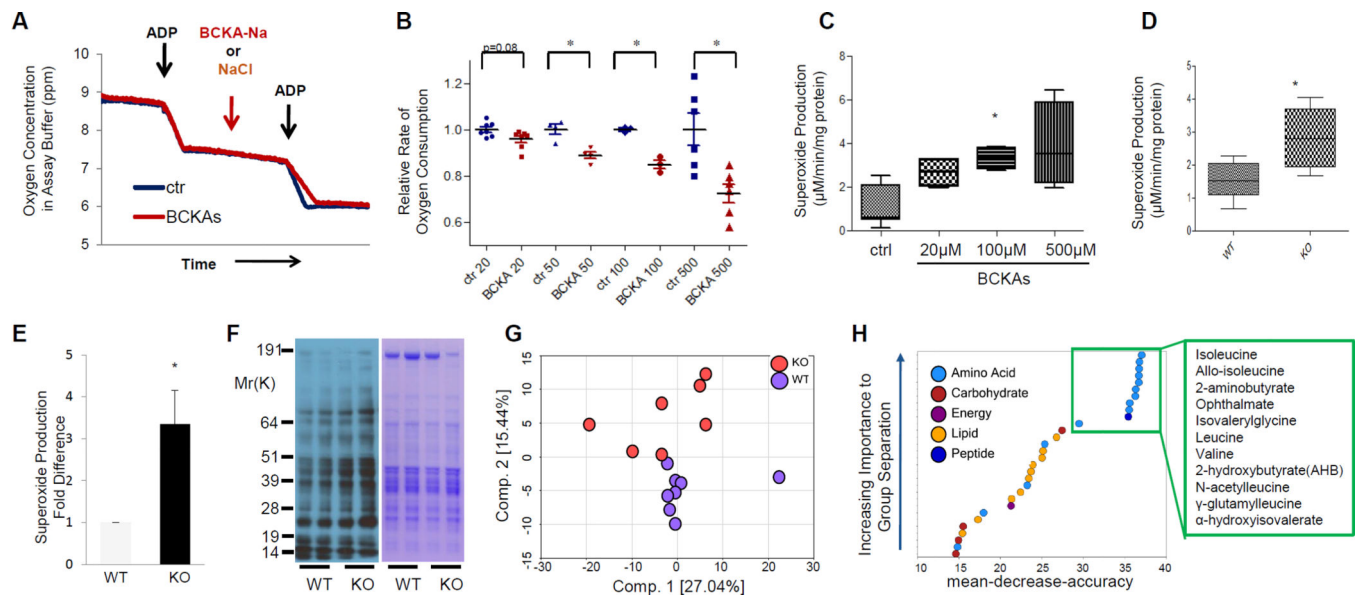 A
ADP
BCKA-Na
or
NaCl
ADP
Oxygen Concentration
in Assay Buffer (ppm)
10
9
8
7
6
5
ctr
BCKAs
Time
B
p=0.08
*
*
*
Relative Rate of
Oxygen Consumption
1.2
1.0
0.8
0.6
ctr 20
BCKA 20
ctr 50
BCKA 50
ctr 100
BCKA 100
ctr 500
BCKA 500
C
Superoxide Production
(µM/min/mg protein)
8
6
4
2
0
*
ctrl
20µM
100µM
500µM
BCKAs
D
Superoxide Production
(µM/min/mg protein)
5
4
3
2
1
0
*
WT
KO
E
Superoxide Production
Fold Difference
5
4
3
2
1
0
*
WT
KO
F
191
Mr(K)
64
51
39
28
19
14
WT
KO
WT
KO
G
KO
WT
Comp. 2 [15.44%]
15
10
5
0
-5
-10
-15
-30
-20
-10
0
10
20
30
Comp. 1 [27.04%]
H
Increasing Importance to
Group Separation
Amino Acid
Carbohydrate
Energy
Lipid
Peptide
10
15
20
25
30
35
40
mean-decrease-accuracy
Isoleucine
Allo-isoleucine
2-aminobutyrate
Ophthalmate
Isovalerylglycine
Leucine
Valine
2-hydroxybutyrate(AHB)
N-acetylleucine
γ-glutamylleucine
α-hydroxyisovalerate